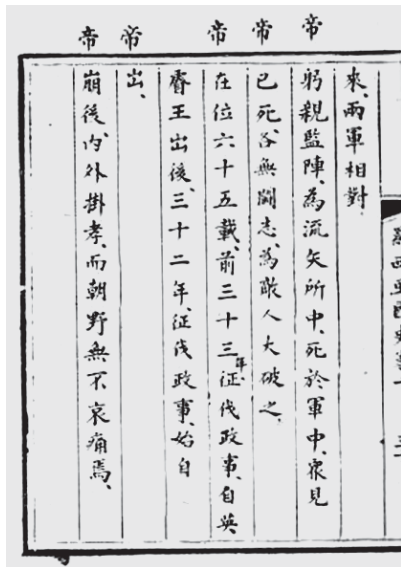 來、兩軍相對
帝躬親監陣、為流矢所中、死於軍中、衆見
帝已死、各無鬭志、為敵人大破之、
帝在位六十五載、前三十三年、征伐政事、自英
睿王出後、三十二年、征伐政事、始自
帝出、
帝崩後、內外掛孝、而朝野無不哀痛焉、